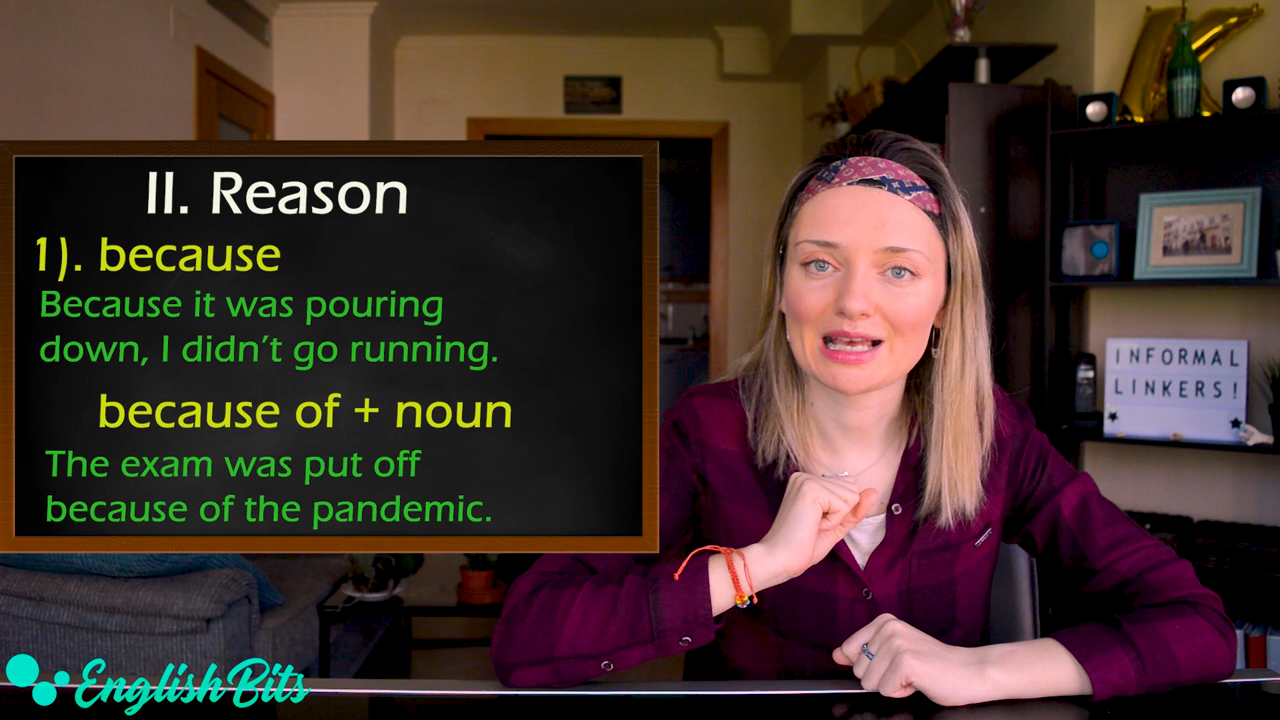 II. Reason
1). because
Because it was pouring
down, I didn't go running.
because of + noun
The exam was put off
because of the pandemic.
INFORMAL
LINKERS!
EnglishBits